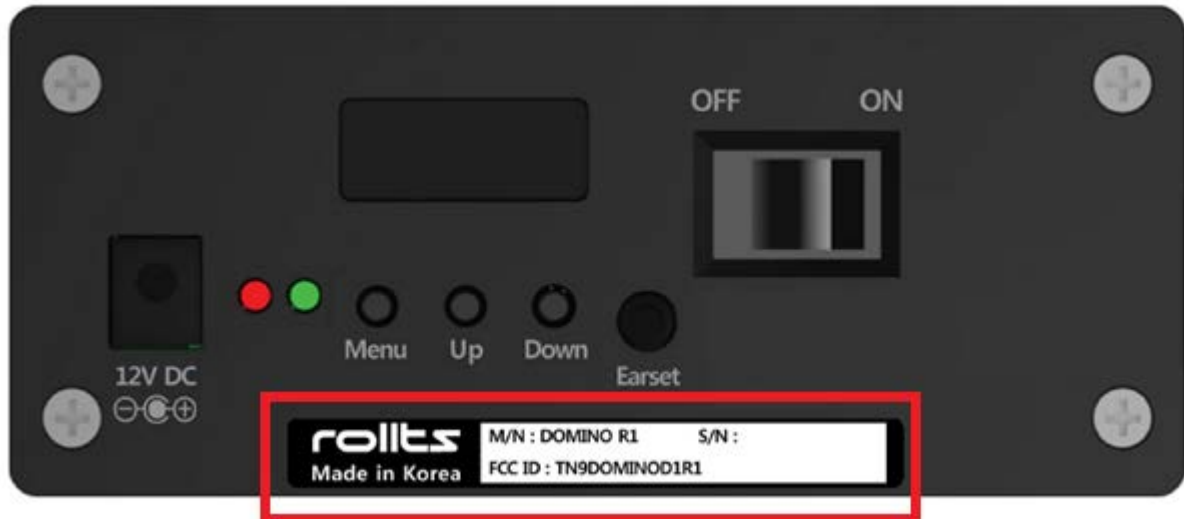 OFF ON
Menu Up Down
Earset
12V DC
rollts
Made in Korea
M/N : DOMINO R1 S/N :
FCC ID : TN9DOMINOD1R1